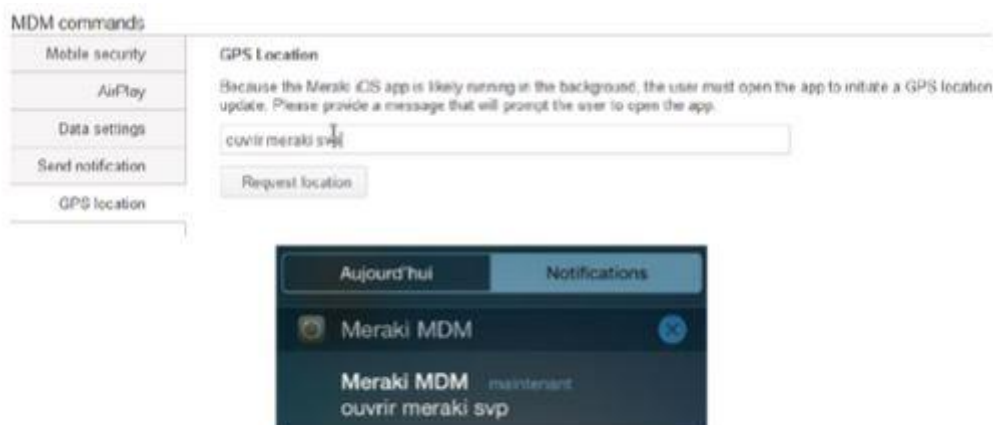 MDM commands
Mobile security
AirPlay
Data settings
Send notification
GPS location
GPS Location
Because the Meraki iOS app is likely running in the background, the user must open the app to initiate a GPS location
update. Please provide a message that will prompt the user to open the app.
ouvrir meraki svp
Request location
Aujourd'hui
Notifications
Meraki MDM
Meraki MDM maintenant
ouvrir meraki svp